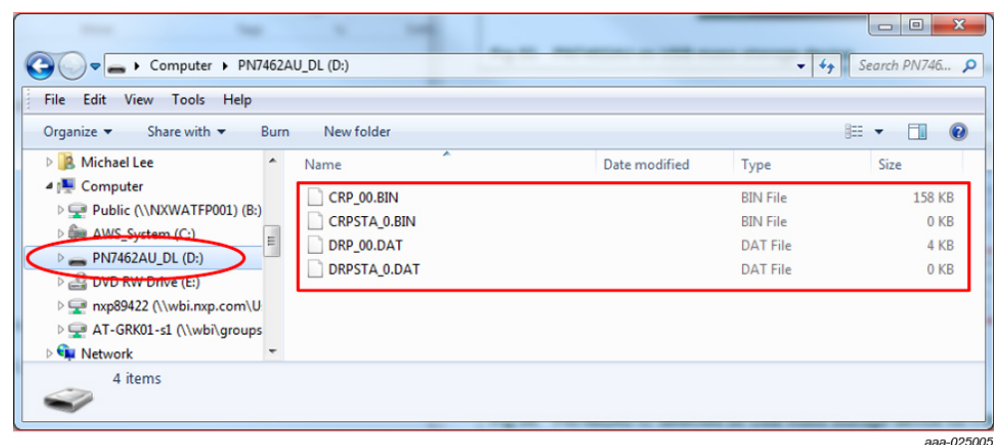 Computer ▸ PN7462AU_DL (D:)
Search PN746...
File Edit View Tools Help
Organize Share with Burn New folder
Name Date modified Type Size
Michael Lee
Computer
Public (\\NXWATFP001) (B:)
AWS_System (C:)
PN7462AU_DL (D:)
DVD RW Drive (E:)
nxp89422 (\\wbi.nxp.com\U
AT-GRK01-s1 (\\wbi\groups
Network
CRP_00.BIN BIN File 158 KB
CRPSTA_0.BIN BIN File 0 KB
DRP_00.DAT DAT File 4 KB
DRPSTA_0.DAT DAT File 0 KB
4 items
aaa-025005